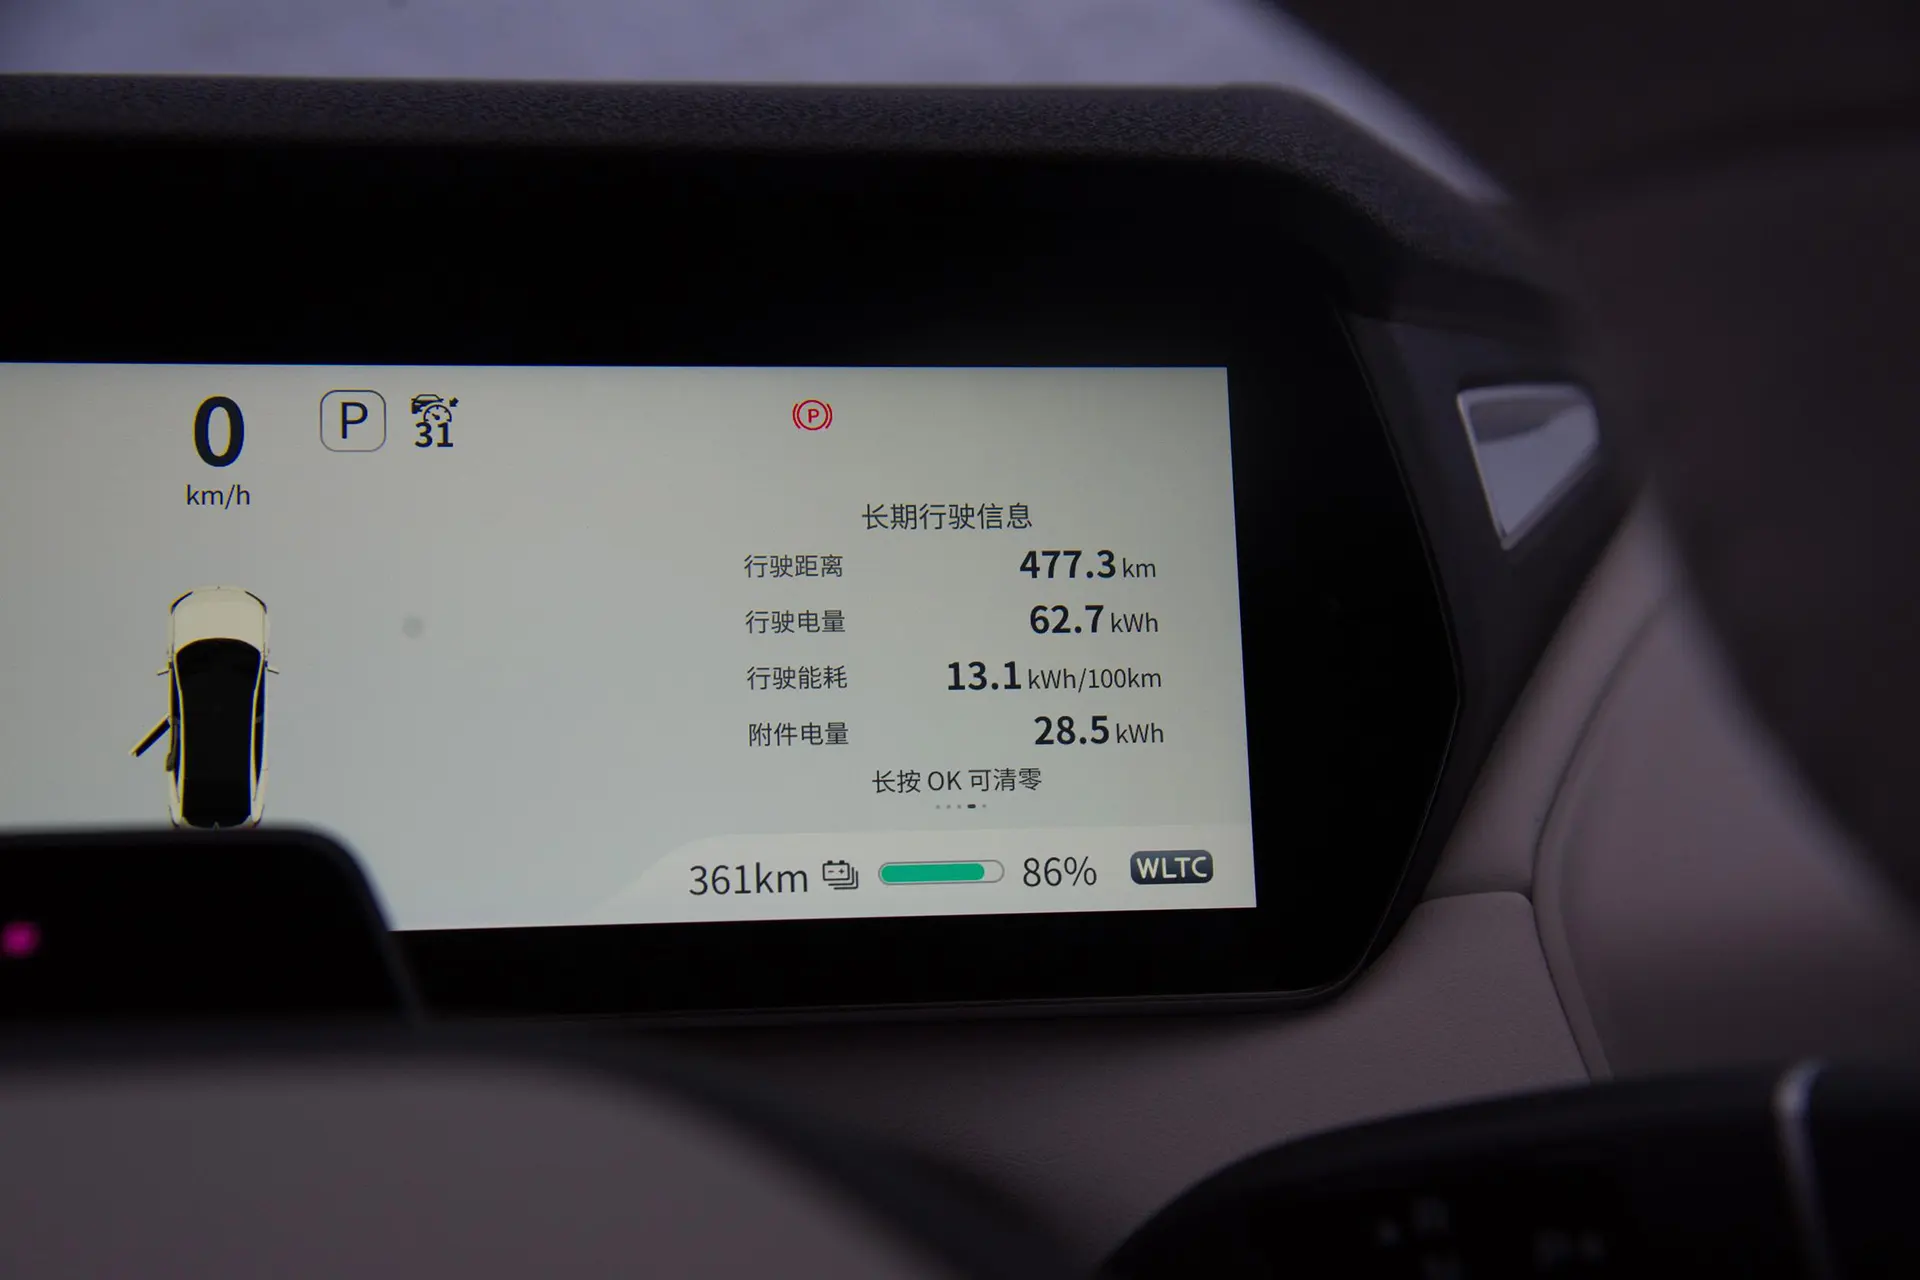 0
km/h
P
31
P
长期行驶信息
行驶距离 477.3 km
行驶电量 62.7 kWh
行驶能耗 13.1 kWh/100km
附件电量 28.5 kWh
长按 OK 可清零
361km 86% WLTC